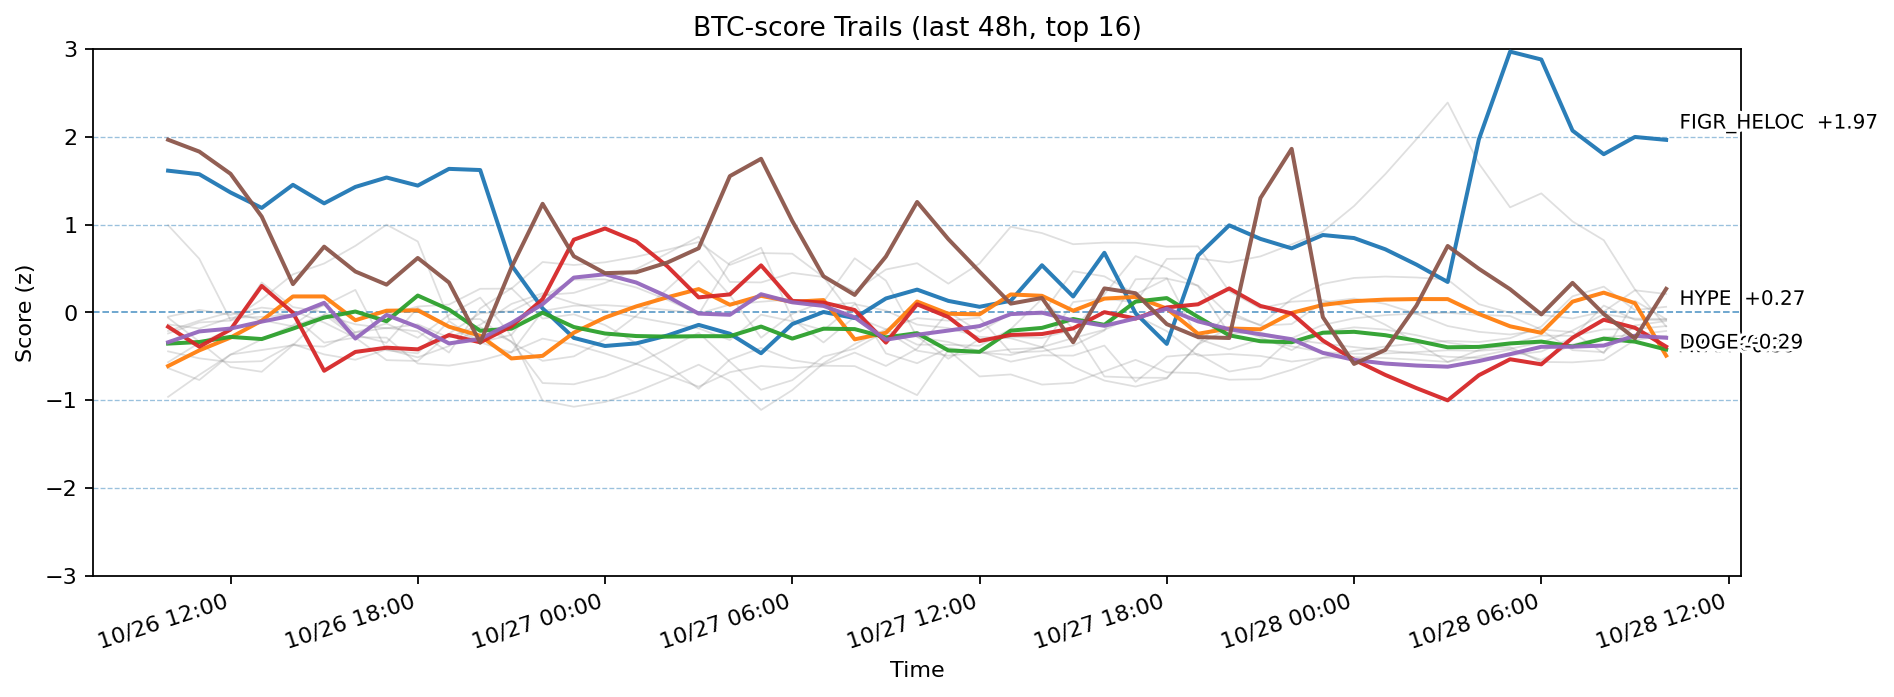 BTC-score Trails (last 48h, top 16)
Score (z)
3
2
1
0
−1
−2
−3
FIGR_HELOC +1.97
HYPE +0.27
DOGE -0.29
10/26 12:00
10/26 18:00
10/27 00:00
10/27 06:00
10/27 12:00
10/27 18:00
10/28 00:00
10/28 06:00
10/28 12:00
Time